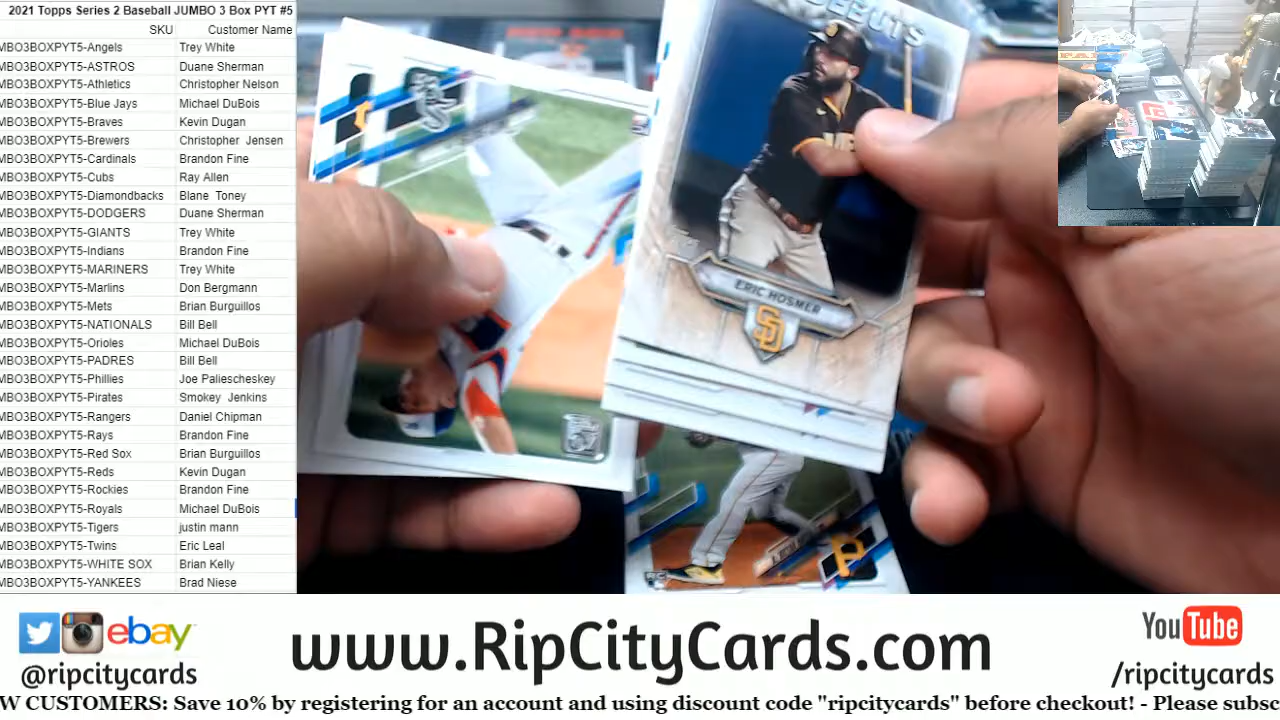 2021 Topps Series 2 Baseball JUMBO 3 Box PYT #5
SKU Customer Name
MBO3BOXPYT5-Angels Trey White
MBO3BOXPYT5-ASTROS Duane Sherman
MBO3BOXPYT5-Athletics Christopher Nelson
MBO3BOXPYT5-Blue Jays Michael DuBois
MBO3BOXPYT5-Braves Kevin Dugan
MBO3BOXPYT5-Brewers Christopher Jensen
MBO3BOXPYT5-Cardinals Brandon Fine
MBO3BOXPYT5-Cubs Ray Allen
MBO3BOXPYT5-Diamondbacks Blane Toney
MBO3BOXPYT5-DODGERS Duane Sherman
MBO3BOXPYT5-GIANTS Trey White
MBO3BOXPYT5-Indians Brandon Fine
MBO3BOXPYT5-MARINERS Trey White
MBO3BOXPYT5-Marlins Don Bergmann
MBO3BOXPYT5-Mets Brian Burguillos
MBO3BOXPYT5-NATIONALS Bill Bell
MBO3BOXPYT5-Orioles Michael DuBois
MBO3BOXPYT5-PADRES Bill Bell
MBO3BOXPYT5-Phillies Joe Paliescheskey
MBO3BOXPYT5-Pirates Smokey Jenkins
MBO3BOXPYT5-Rangers Daniel Chipman
MBO3BOXPYT5-Rays Brandon Fine
MBO3BOXPYT5-Red Sox Brian Burguillos
MBO3BOXPYT5-Reds Kevin Dugan
MBO3BOXPYT5-Rockies Brandon Fine
MBO3BOXPYT5-Royals Michael DuBois
MBO3BOXPYT5-Tigers justin mann
MBO3BOXPYT5-Twins Eric Leal
MBO3BOXPYT5-WHITE SOX Brian Kelly
MBO3BOXPYT5-YANKEES Brad Niese
DEBUTS
ERIC HOSMER
SD
RC
P
ebay
@ripcitycards
www.RipCityCards.com
YouTube
/ripcitycards
W CUSTOMERS: Save 10% by registering for an account and using discount code "ripcitycards" before checkout! - Please subsc